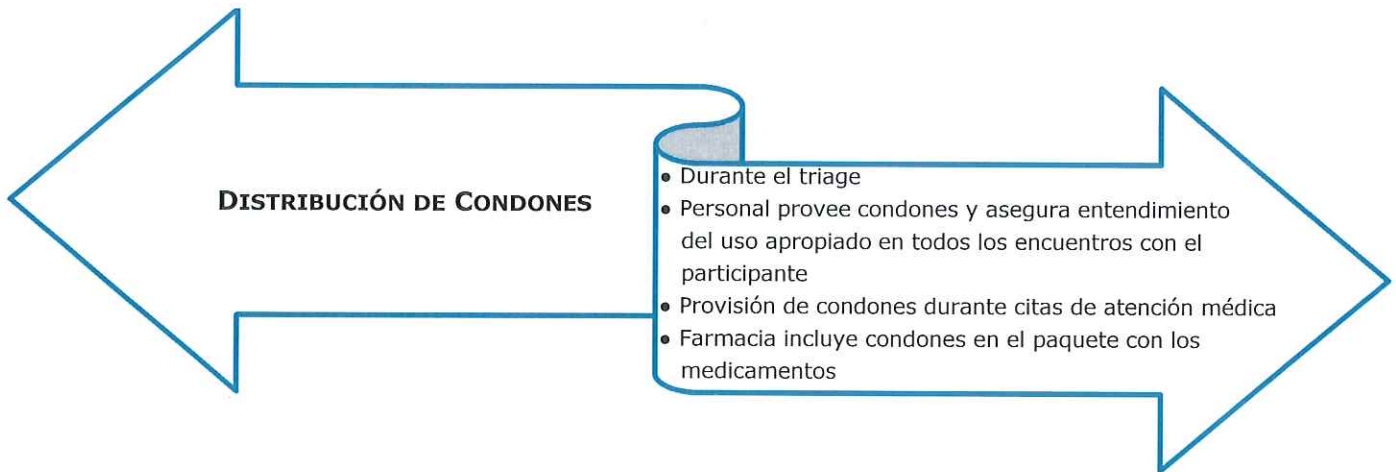 DISTRIBUCIÓN DE CONDONES
• Durante el triage
• Personal provee condones y asegura entendimiento
del uso apropiado en todos los encuentros con el
participante
• Provisión de condones durante citas de atención médica
• Farmacia incluye condones en el paquete con los
medicamentos